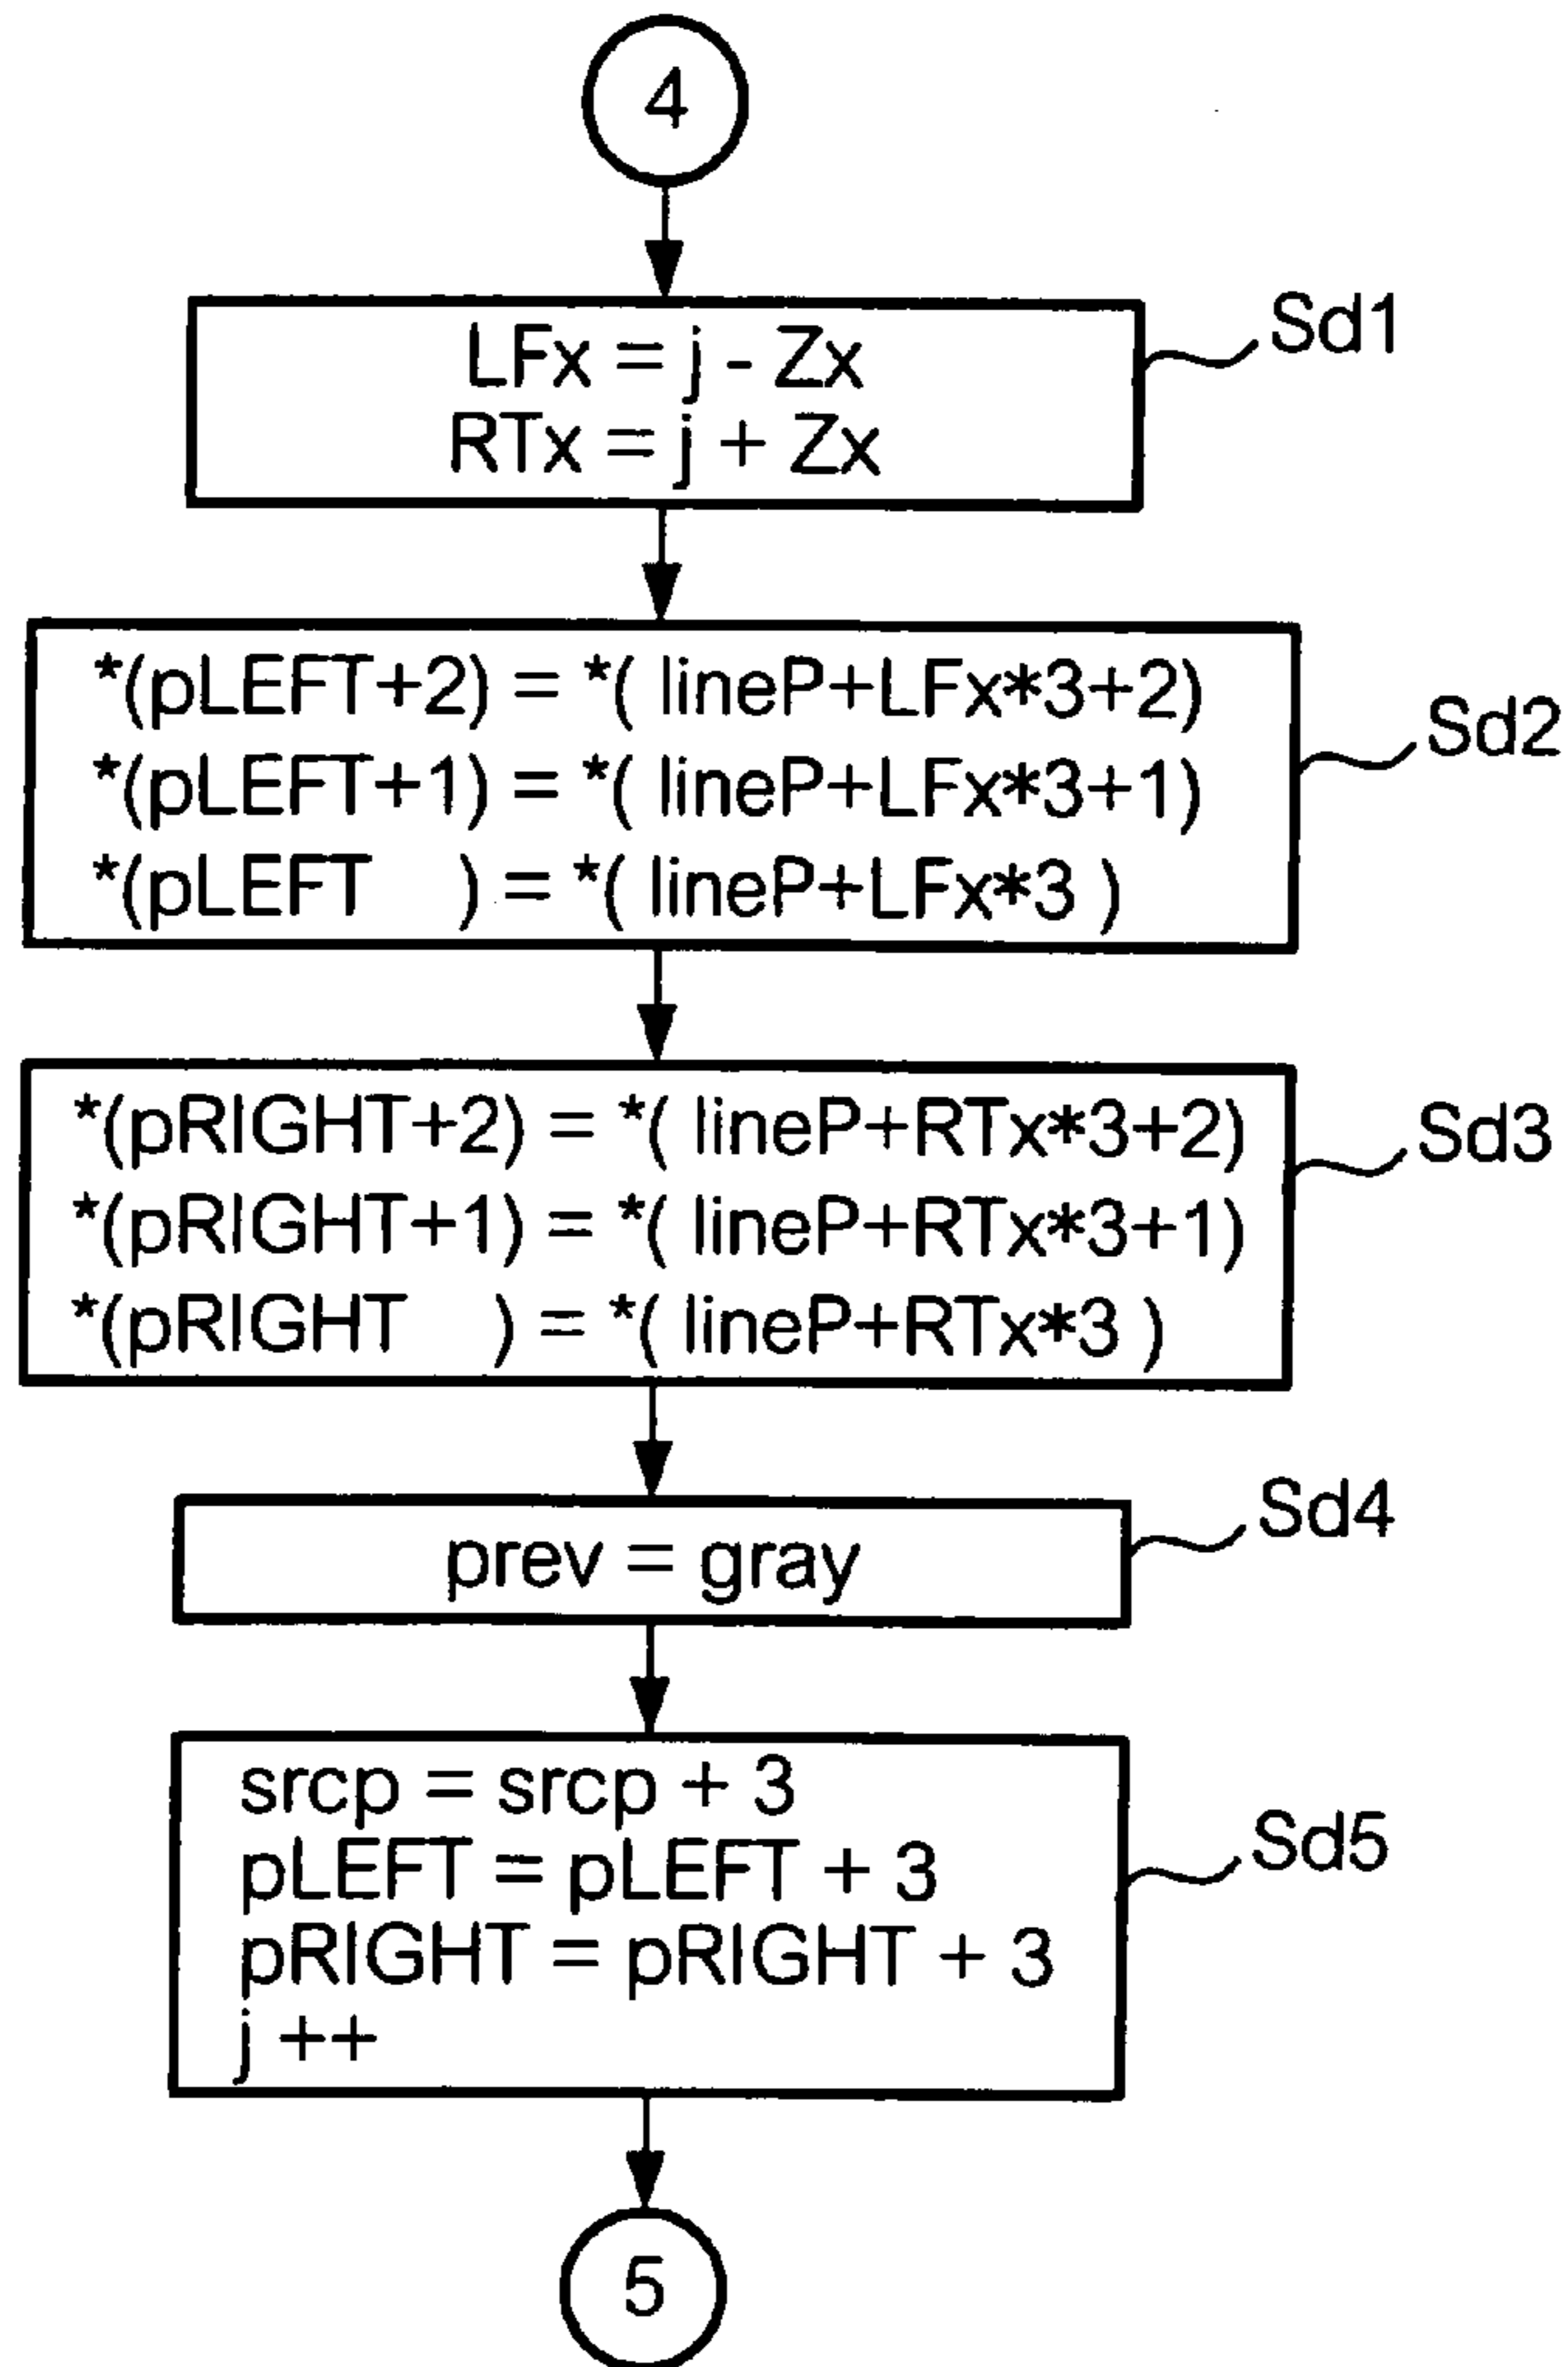 4
LFx = j - Zx
RTx = j + Zx
Sd1
*(pLEFT+2) = *( lineP+LFx*3+2)
*(pLEFT+1) = *( lineP+LFx*3+1)
*(pLEFT ) = *( lineP+LFx*3 )
Sd2
*(pRIGHT+2) = *( lineP+RTx*3+2)
*(pRIGHT+1) = *( lineP+RTx*3+1)
*(pRIGHT ) = *( lineP+RTx*3 )
Sd3
prev = gray
Sd4
srcp = srcp + 3
pLEFT = pLEFT + 3
pRIGHT = pRIGHT + 3
j ++
Sd5
5